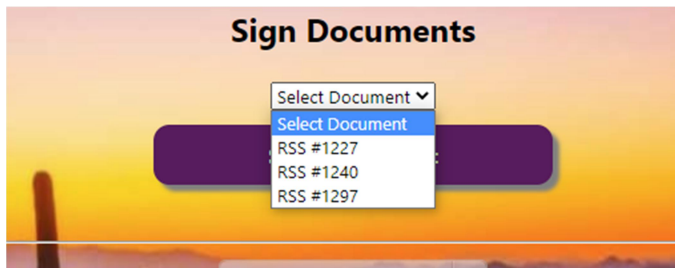 Sign Documents
Select Document
Select Document
RSS #1227
RSS #1240
RSS #1297